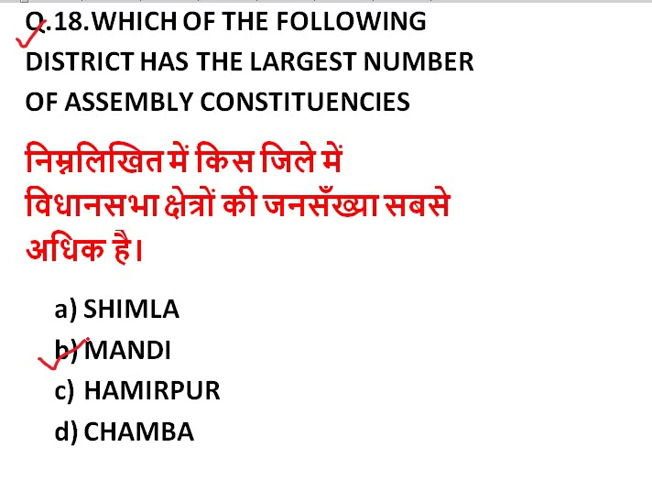 Q.18.WHICH OF THE FOLLOWING
DISTRICT HAS THE LARGEST NUMBER
OF ASSEMBLY CONSTITUENCIES
निम्नलिखित में किस जिले में
विधानसभा क्षेत्रों की जनसँख्या सबसे
अधिक है।
a) SHIMLA
b) MANDI
c) HAMIRPUR
d) CHAMBA